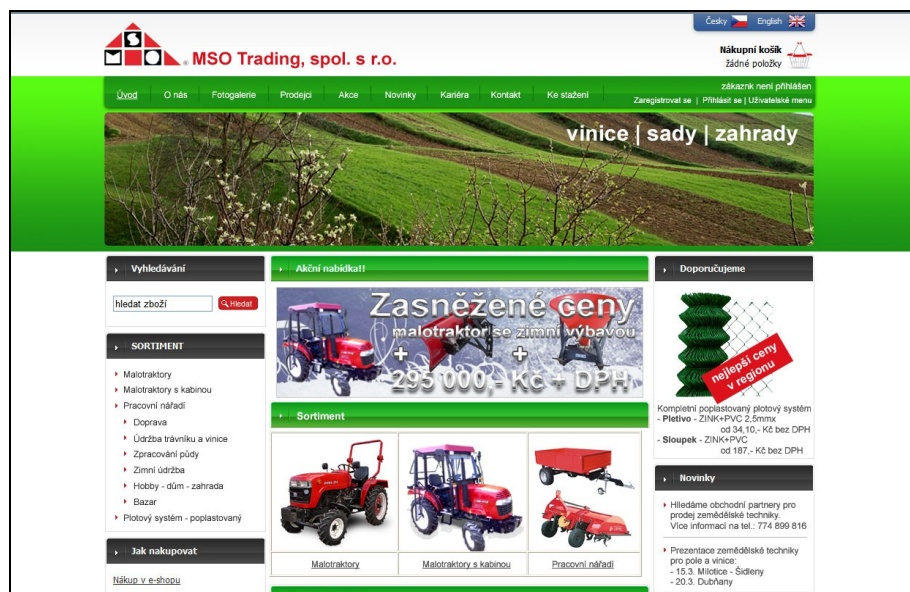 Česky English
MSO Trading, spol. s r.o.
Nákupní košík
žádné položky
Úvod O nás Fotogalerie Prodejci Akce Novinky Kariéra Kontakt Ke stažení
zákaznk není přihlášen
Zaregistrovat se | Přihlásit se | Uživatelské menu
vinice | sady | zahrady
Vyhledávání
hledat zboží Hledat
SORTIMENT
Malotraktory
Malotraktory s kabinou
Pracovní nářadí
Doprava
Údržba trávníku a vinice
Zpracování půdy
Zimní údržba
Hobby - dům - zahrada
Bazar
Plotový systém - poplastovaný
Jak nakupovat
Nákup v e-shopu
Akční nabídka!!
Zasněžené ceny
malotraktor se zimní výbavou
+ +
295 000,- Kč + DPH
Sortiment
Malotraktory Malotraktory s kabinou Pracovní nářadí
Doporučujeme
nejlepší ceny
v regionu
Kompletní poplastovaný plotový systém
- Pletivo - ZINK+PVC 2,5mmx
od 34,10,- Kč bez DPH
- Sloupek - ZINK+PVC
od 187,- Kč bez DPH
Novinky
Hlledáme obchodní partnery pro
prodej zemědělské techniky.
Více informací na tel.: 774 899 816
Prezentace zemědělské techniky
pro pole a vinice:
- 15.3. Milotice - Šidleny
- 20.3. Dubňany